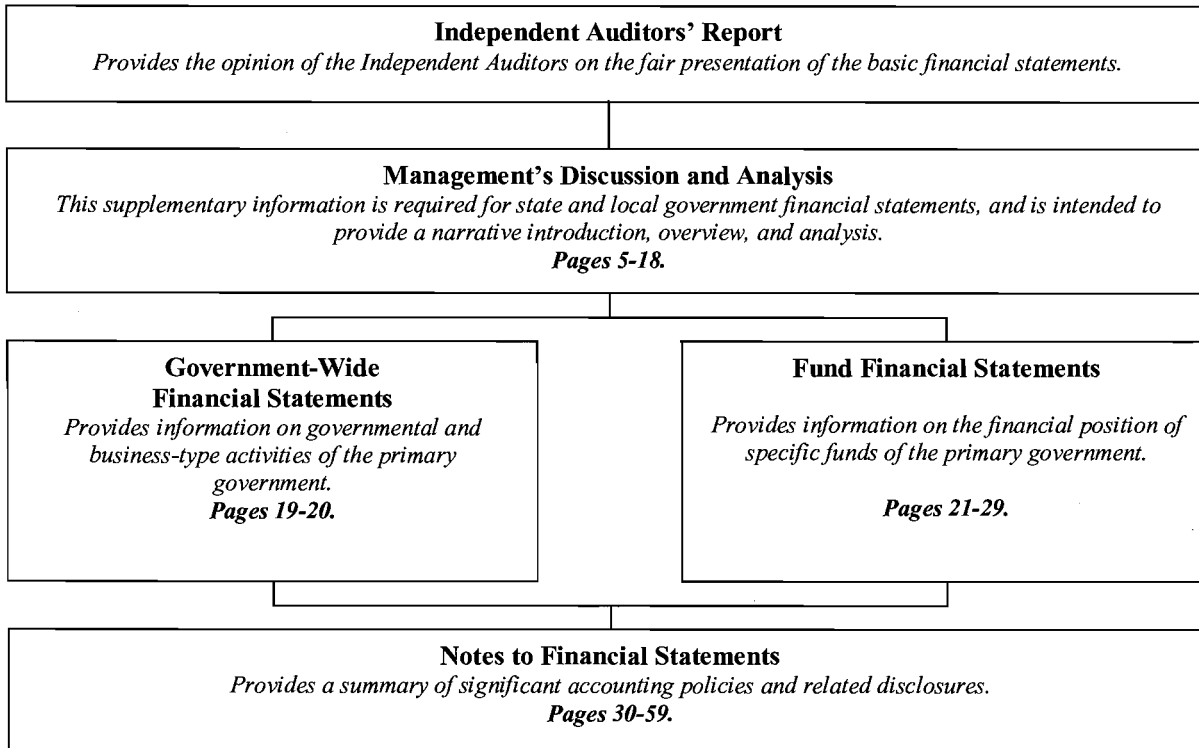 Independent Auditors' Report
Provides the opinion of the Independent Auditors on the fair presentation of the basic financial statements.
Management's Discussion and Analysis
This supplementary information is required for state and local government financial statements, and is intended to
provide a narrative introduction, overview, and analysis.
Pages 5-18.
Government-Wide
Financial Statements
Provides information on governmental and
business-type activities of the primary
government.
Pages 19-20.
Fund Financial Statements
Provides information on the financial position of
specific funds of the primary government.
Pages 21-29.
Notes to Financial Statements
Provides a summary of significant accounting policies and related disclosures.
Pages 30-59.